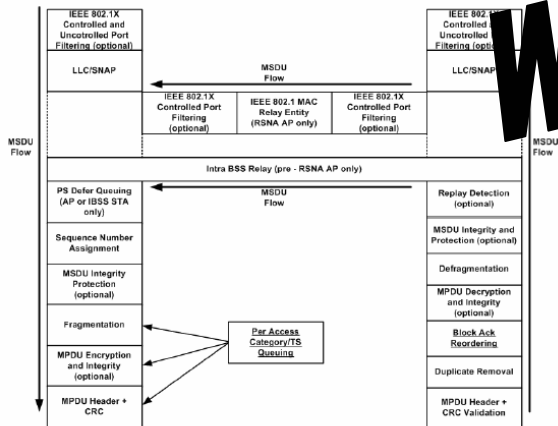 IEEE 802.1X
Controlled and
Uncotrolled Port
Filtering (optional)
LLC/SNAP
MSDU
Flow
IEEE 802.1X
Controlled Port
Filtering
(optional)
IEEE 802.1 MAC
Relay Entity
(RSNA AP only)
IEEE 802.1X
Controlled Port
Filtering
(optional)
IEEE 802.1X
Controlled and
Port
Filtering (optional)
LLC/SNAP
W
MSDU
Flow
MSDU
Flow
Intra BSS Relay (pre - RSNA AP only)
MSDU
Flow
PS Defer Queuing
(AP or IBSS STA
only)
Sequence Number
Assignment
MSDU Integrity
Protection
(optional)
Fragmentation
MPDU Encryption
and Integrity
(optional)
MPDU Header +
CRC
Per Access
Category/TS
Queuing
Replay Detection
(optional)
MSDU Integrity and
Protection (optional)
Defragmentation
MPDU Decryption
and Integrity
(optional)
Block Ack
Reordering
Duplicate Removal
MPDU Header +
CRC Validation